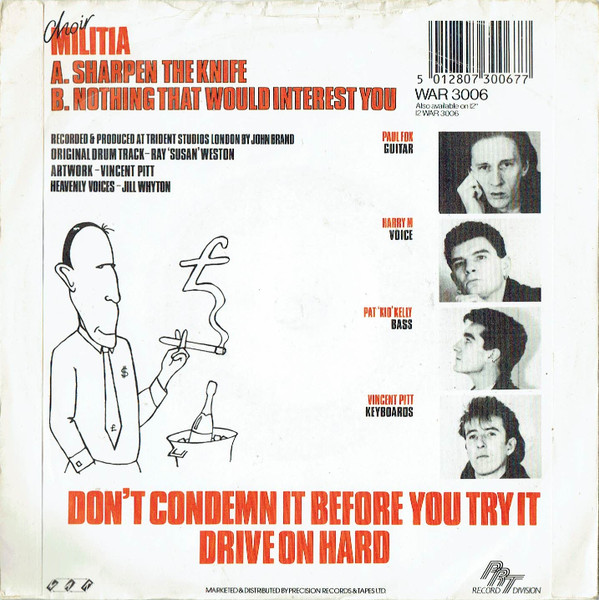 Choir
MILITIA
A. SHARPEN THE KNIFE
B. NOTHING THAT WOULD INTEREST YOU
5 012807 300677
WAR 3006
Also available on 12"
12 WAR 3006
RECORDED & PRODUCED AT TRIDENT STUDIOS LONDON BY JOHN BRAND
ORIGINAL DRUM TRACK - RAY 'SUSAN' WESTON
ARTWORK - VINCENT PITT
HEAVENLY VOICES - JILL WHYTON
PAUL FOX
GUITAR
HARRY M
VOICE
PAT 'KID' KELLY
BASS
VINCENT PITT
KEYBOARDS
£
$
£
DON'T CONDEMN IT BEFORE YOU TRY IT
DRIVE ON HARD
MARKETED & DISTRIBUTED BY PRECISION RECORDS & TAPES LTD.
PRT
RECORD DIVISION